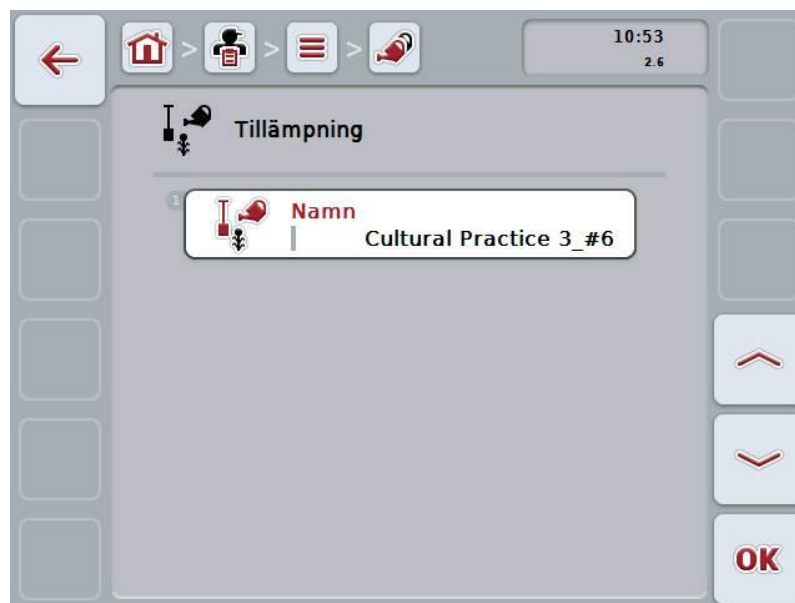 10:53
2.6
Tillämpning
1
Namn
Cultural Practice 3_#6
OK